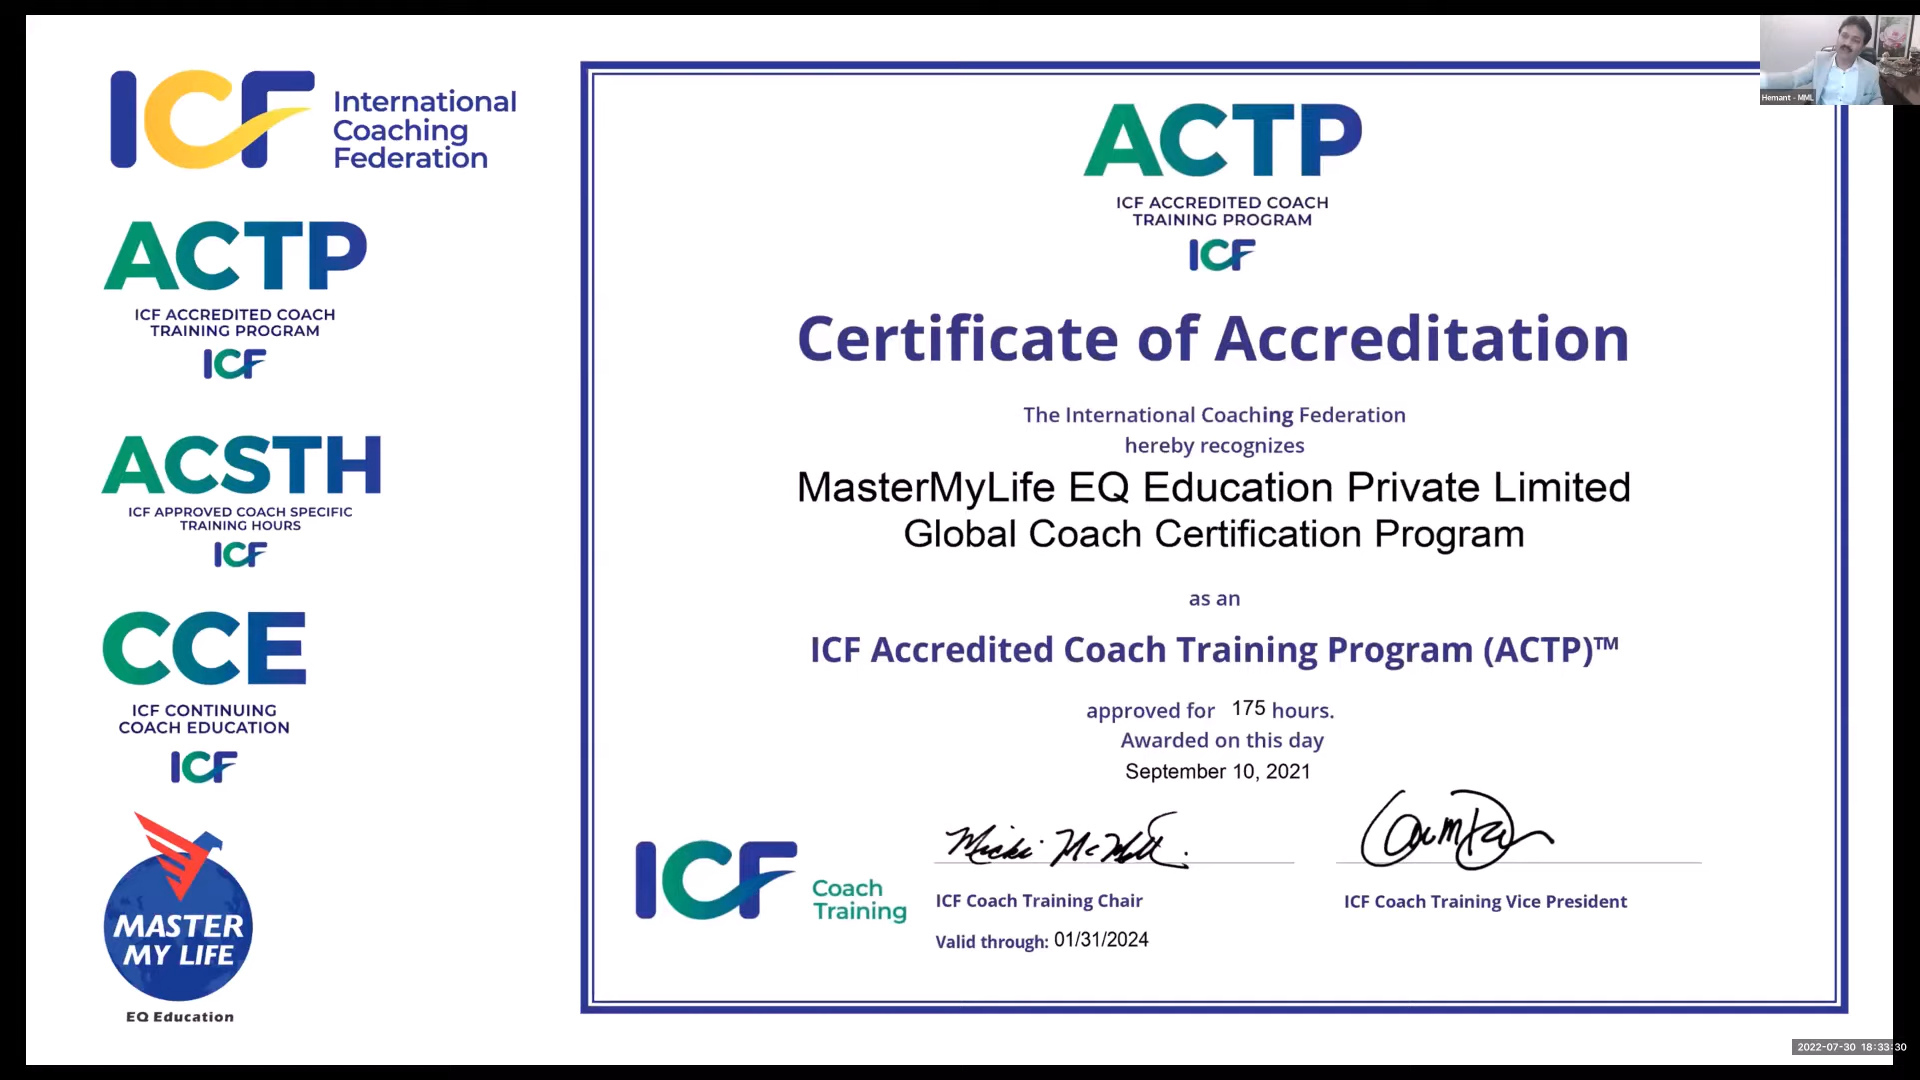 ICF International
Coaching
Federation
ACTP
ICF ACCREDITED COACH
TRAINING PROGRAM
ICF
ACSTH
ICF APPROVED COACH SPECIFIC
TRAINING HOURS
ICF
CCE
ICF CONTINUING
COACH EDUCATION
ICF
MASTER
MY LIFE
EQ Education
ACTP
ICF ACCREDITED COACH
TRAINING PROGRAM
ICF
Certificate of Accreditation
The International Coaching Federation
hereby recognizes
MasterMyLife EQ Education Private Limited
Global Coach Certification Program
as an
ICF Accredited Coach Training Program (ACTP)™
approved for 175 hours.
Awarded on this day
September 10, 2021
ICF Coach
Training
Micki McMill
ICF Coach Training Chair
ICF Coach Training Vice President
Valid through: 01/31/2024
Hemant - MML
2022-07-30 18:33:30